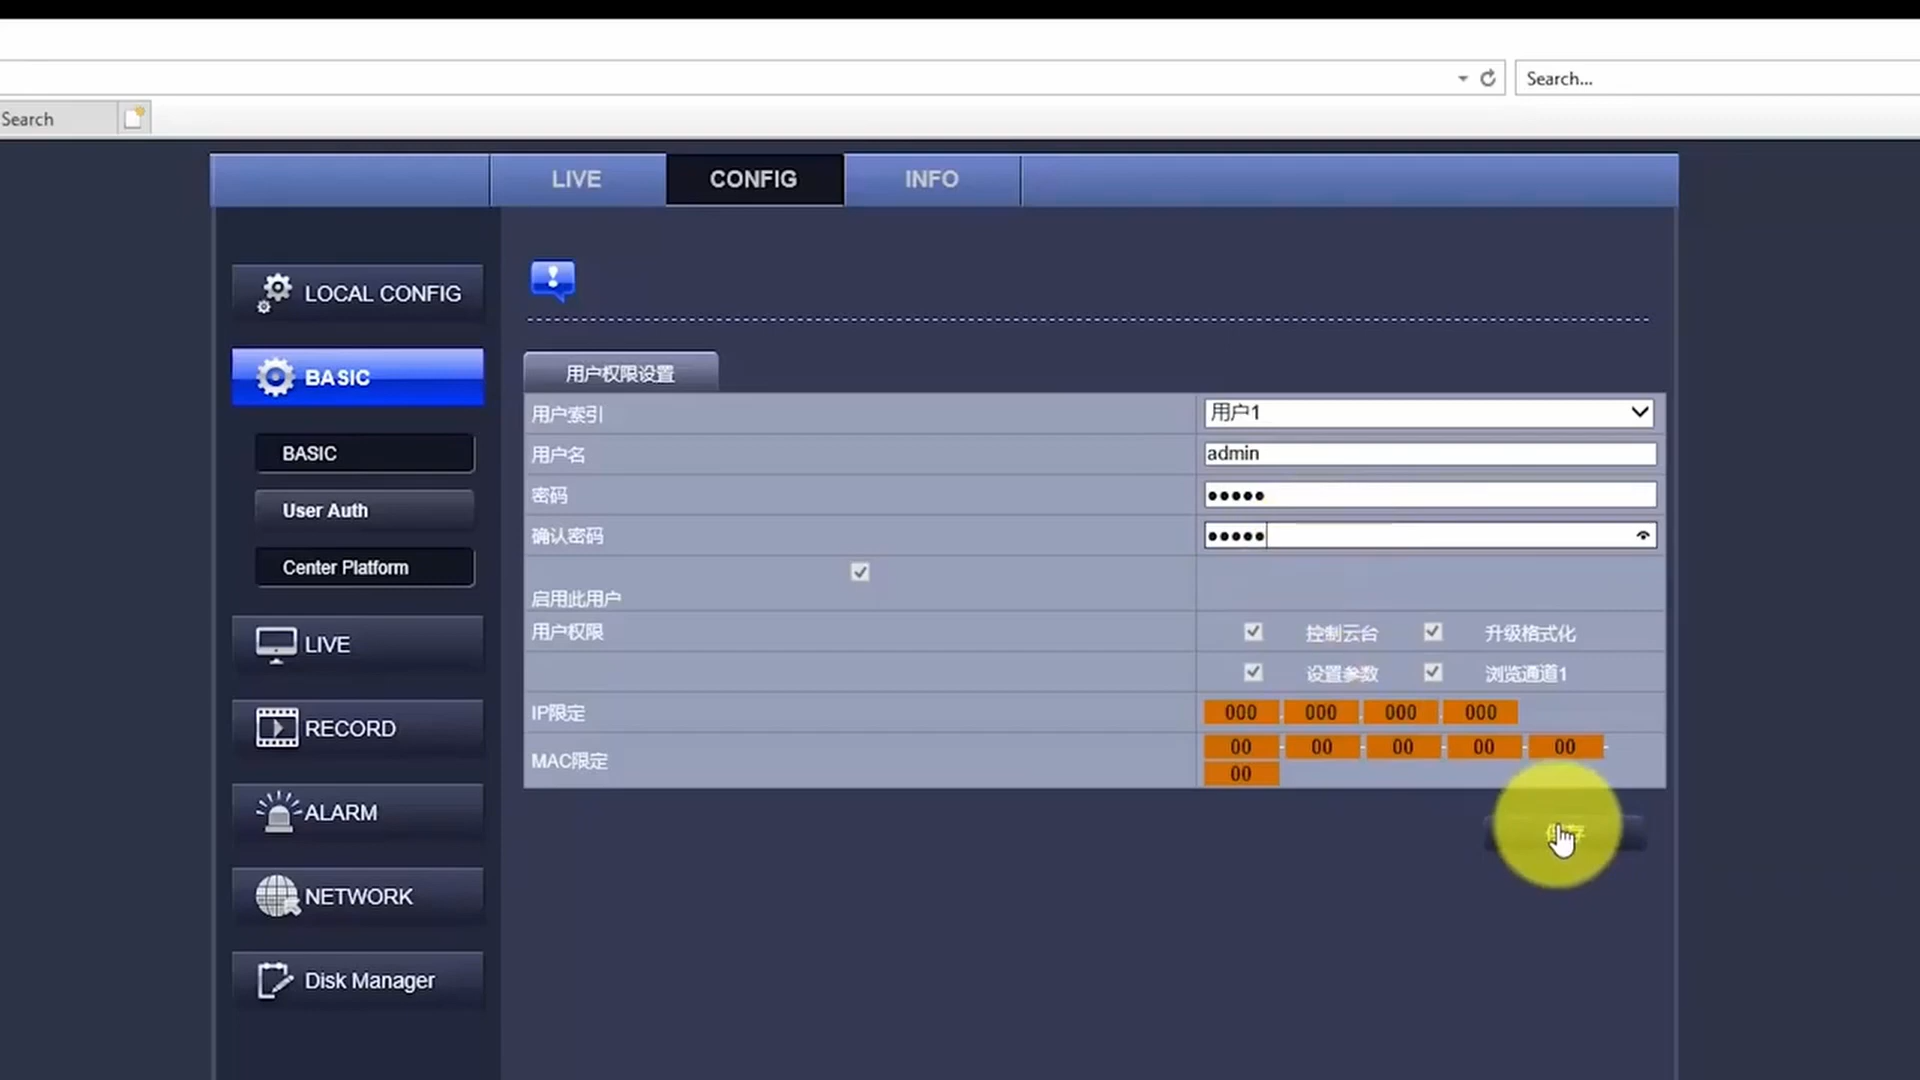 Search...
Search
LIVE
CONFIG
INFO
LOCAL CONFIG
BASIC
BASIC
User Auth
Center Platform
LIVE
RECORD
ALARM
NETWORK
Disk Manager
用户权限设置
用户索引 用户1
用户名 admin
密码 •••••
确认密码 •••••
启用此用户
用户权限 控制云台 升级格式化
设置参数 浏览通道1
IP限定 000 . 000 . 000 . 000
MAC限定 00 - 00 - 00 - 00 - 00 -
00